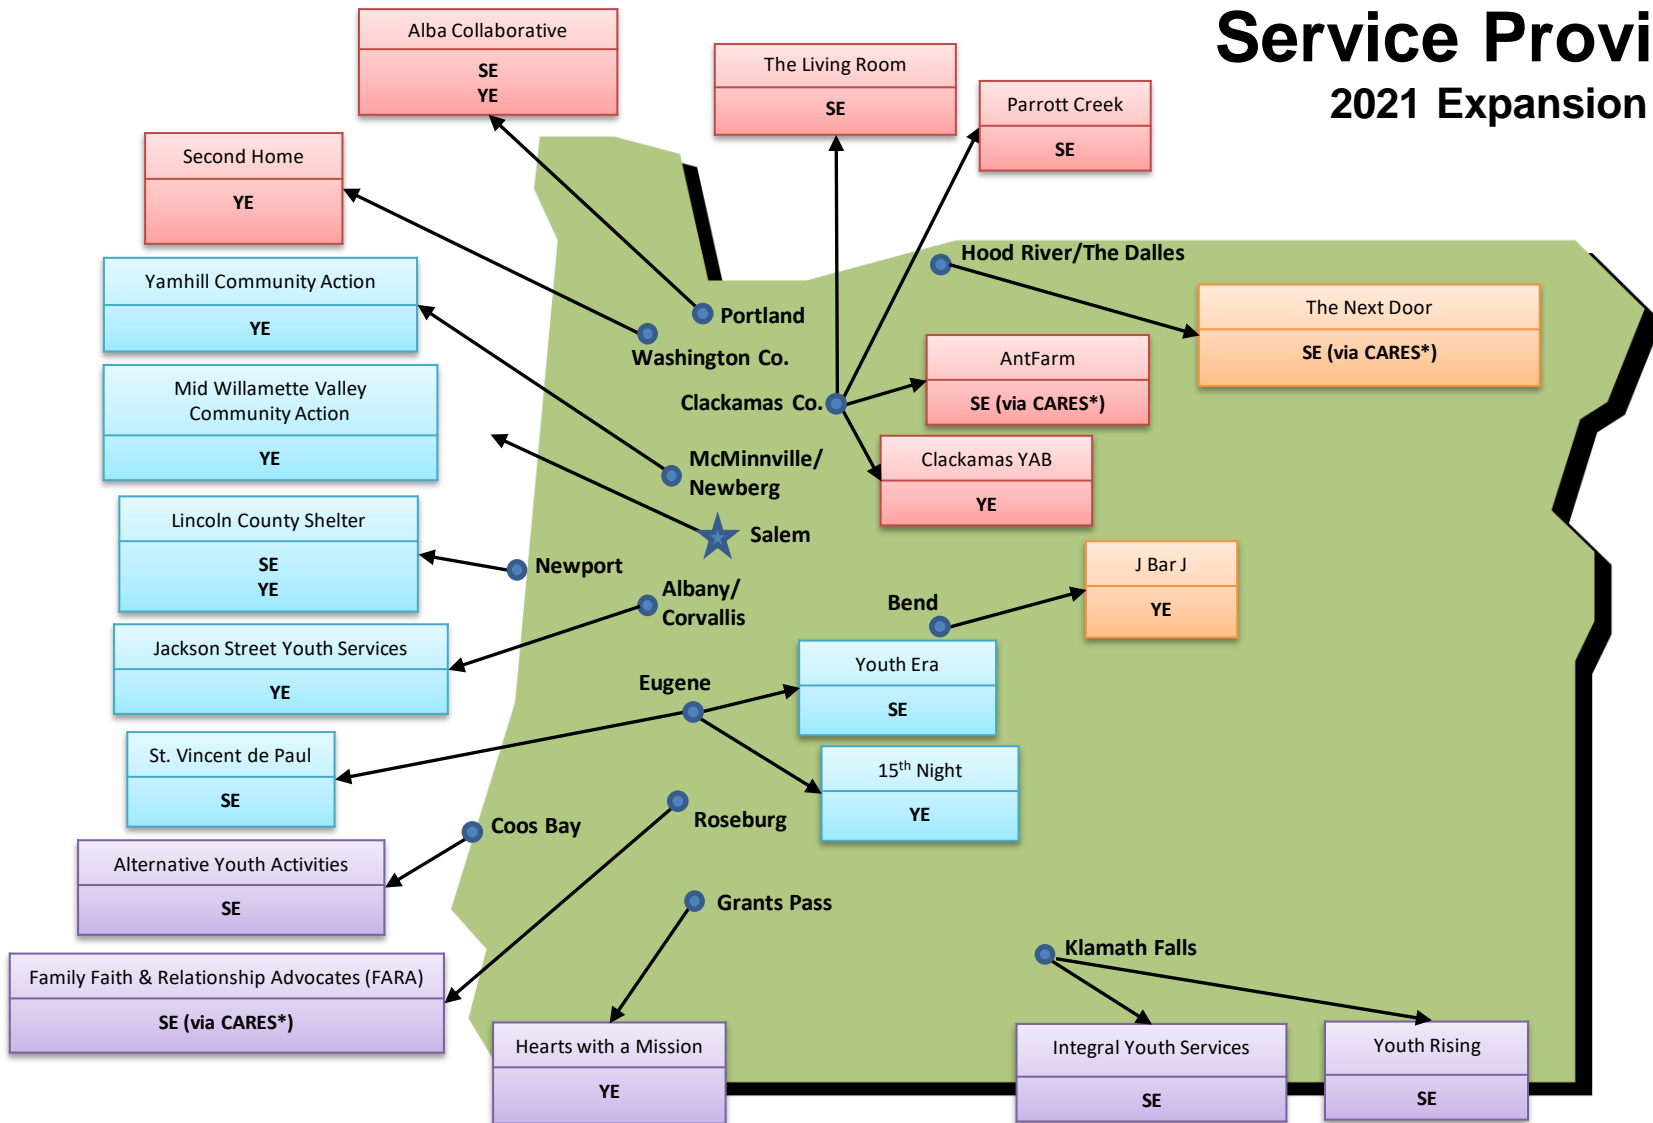 Service Provi
2021 Expansion
Alba Collaborative
SE
YE
The Living Room
SE
Parrott Creek
SE
Second Home
YE
Hood River/The Dalles
Yamhill Community Action
YE
The Next Door
SE (via CARES*)
Portland
Washington Co.
AntFarm
SE (via CARES*)
Mid Willamette Valley
Community Action
YE
Clackamas Co.
Clackamas YAB
YE
McMinnville/
Newberg
Lincoln County Shelter
SE
YE
Salem
Newport
J Bar J
YE
Albany/
Corvallis
Bend
Jackson Street Youth Services
YE
Youth Era
SE
Eugene
St. Vincent de Paul
SE
15th Night
YE
Roseburg
Coos Bay
Alternative Youth Activities
SE
Grants Pass
Klamath Falls
Family Faith & Relationship Advocates (FARA)
SE (via CARES*)
Hearts with a Mission
YE
Integral Youth Services
SE
Youth Rising
SE